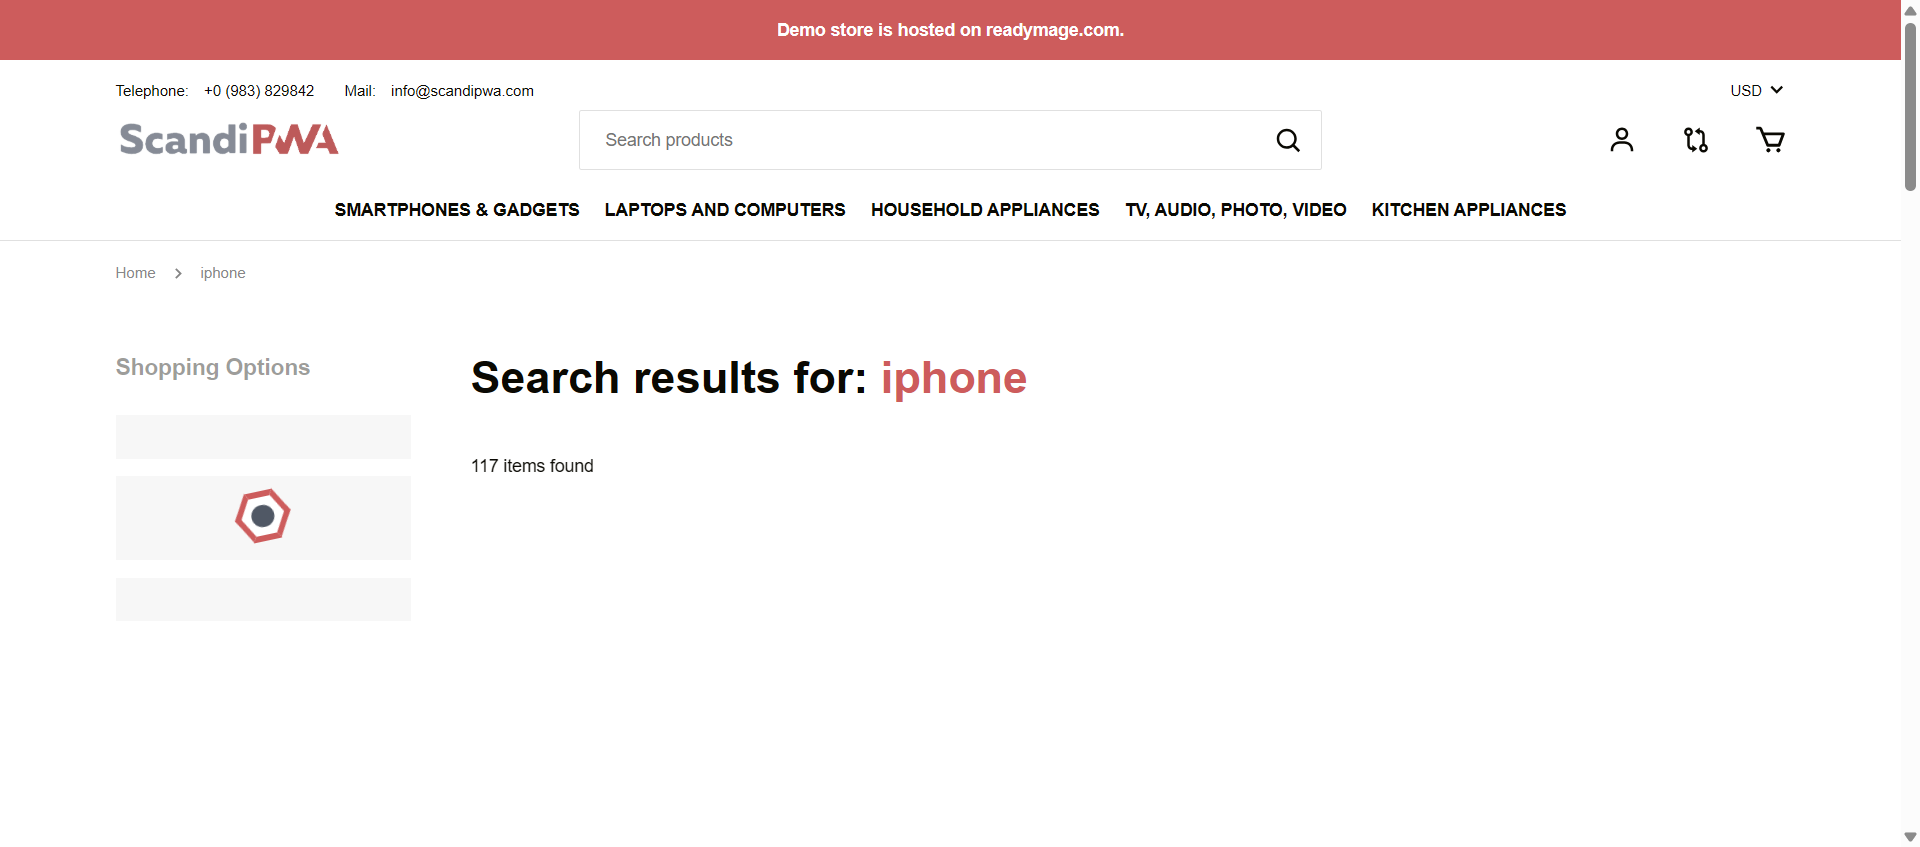 Demo store is hosted on readymage.com.
Telephone: +0 (983) 829842 Mail: info@scandipwa.com USD
ScandiPWA Search products
SMARTPHONES & GADGETS LAPTOPS AND COMPUTERS HOUSEHOLD APPLIANCES TV, AUDIO, PHOTO, VIDEO KITCHEN APPLIANCES
Home iphone
Shopping Options
Search results for: iphone
117 items found